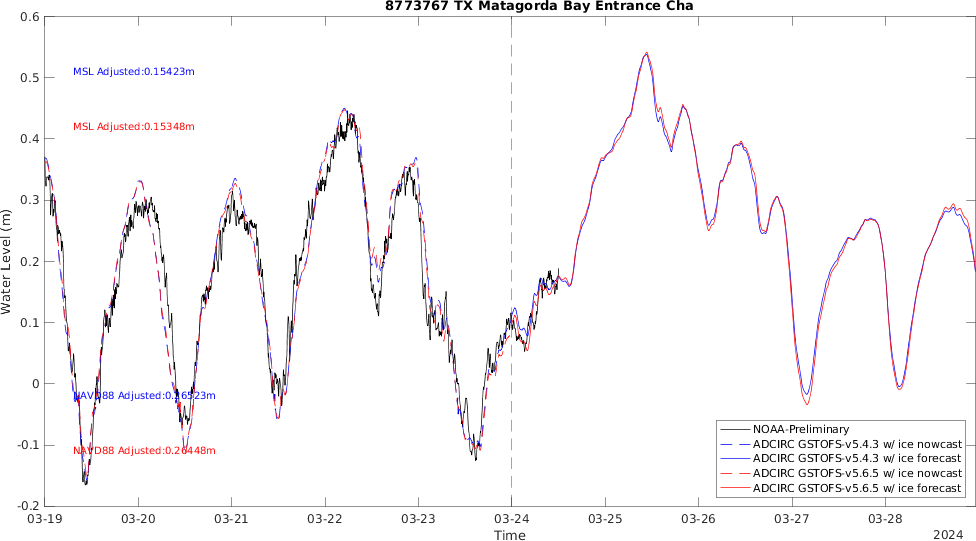 8773767 TX Matagorda Bay Entrance Cha
0.6
0.5
0.4
0.3
0.2
0.1
0
-0.1
-0.2
Water Level (m)
MSL Adjusted:0.15423m
MSL Adjusted:0.15348m
NAVD88 Adjusted:0.26523m
NAVD88 Adjusted:0.26448m
NOAA-Preliminary
ADCIRC GSTOFS-v5.4.3 w/ ice nowcast
ADCIRC GSTOFS-v5.4.3 w/ ice forecast
ADCIRC GSTOFS-v5.6.5 w/ ice nowcast
ADCIRC GSTOFS-v5.6.5 w/ ice forecast
03-19 03-20 03-21 03-22 03-23 03-24 03-25 03-26 03-27 03-28
Time
2024